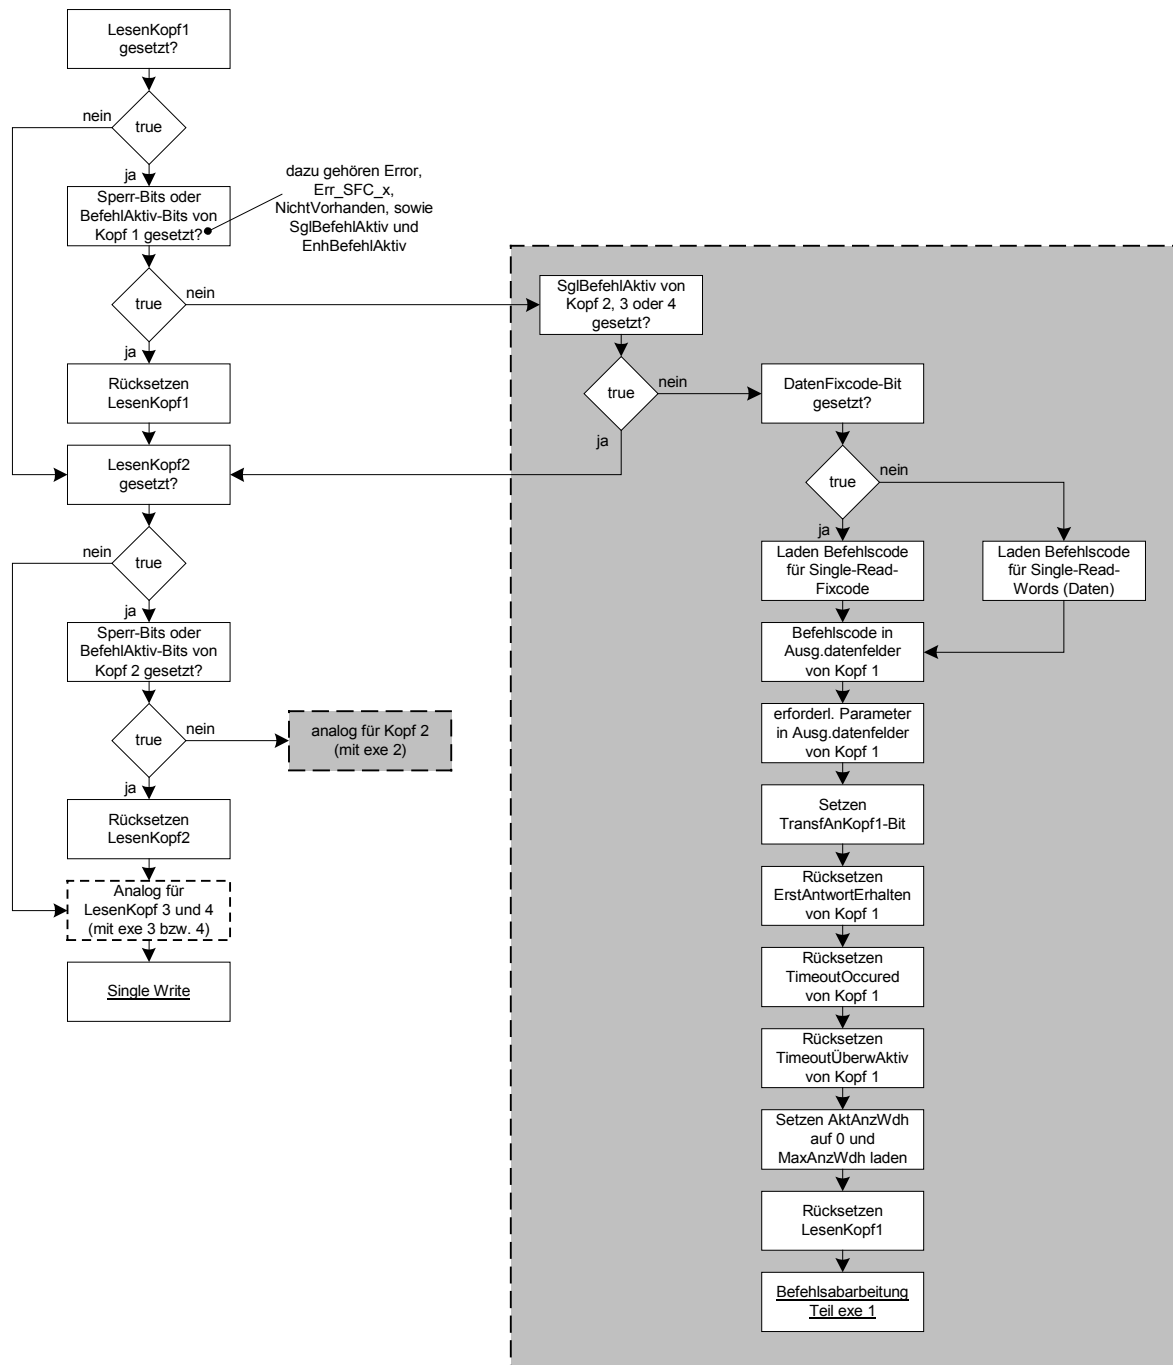 LesenKopf1
gesetzt?
true
nein
ja
Sperr-Bits oder
BefehlAktiv-Bits von
Kopf 1 gesetzt?
dazu gehören Error,
Err_SFC_x,
NichtVorhanden, sowie
SglBefehlAktiv und
EnhBefehlAktiv
true
nein
ja
Rücksetzen
LesenKopf1
LesenKopf2
gesetzt?
true
nein
ja
Sperr-Bits oder
BefehlAktiv-Bits von
Kopf 2 gesetzt?
true
nein
ja
analog für Kopf 2
(mit exe 2)
Rücksetzen
LesenKopf2
Analog für
LesenKopf 3 und 4
(mit exe 3 bzw. 4)
Single Write
SglBefehlAktiv von
Kopf 2, 3 oder 4
gesetzt?
true
nein
ja
DatenFixcode-Bit
gesetzt?
true
nein
ja
Laden Befehlscode
für Single-Read-
Fixcode
Laden Befehlscode
für Single-Read-
Words (Daten)
Befehlscode in
Ausg.datenfelder
von Kopf 1
erforderl. Parameter
in Ausg.datenfelder
von Kopf 1
Setzen
TransfAnKopf1-Bit
Rücksetzen
ErstAntwortErhalten
von Kopf 1
Rücksetzen
TimeoutOccured
von Kopf 1
Rücksetzen
TimeoutÜberwAktiv
von Kopf 1
Setzen AktAnzWdh
auf 0 und
MaxAnzWdh laden
Rücksetzen
LesenKopf1
Befehlsabarbeitung
Teil exe 1